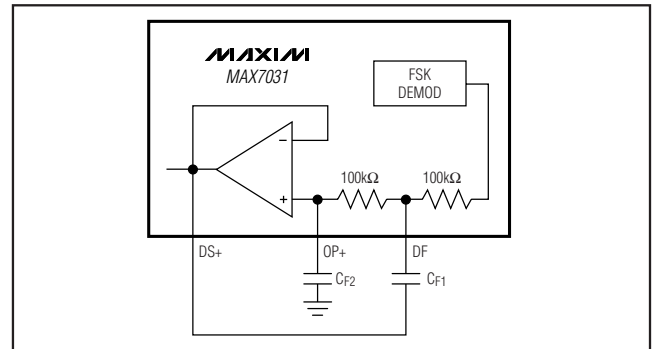 MAXIM
MAX7031
FSK
DEMOD
100kΩ 100kΩ
−
+
DS+ OP+ DF
CF2 CF1